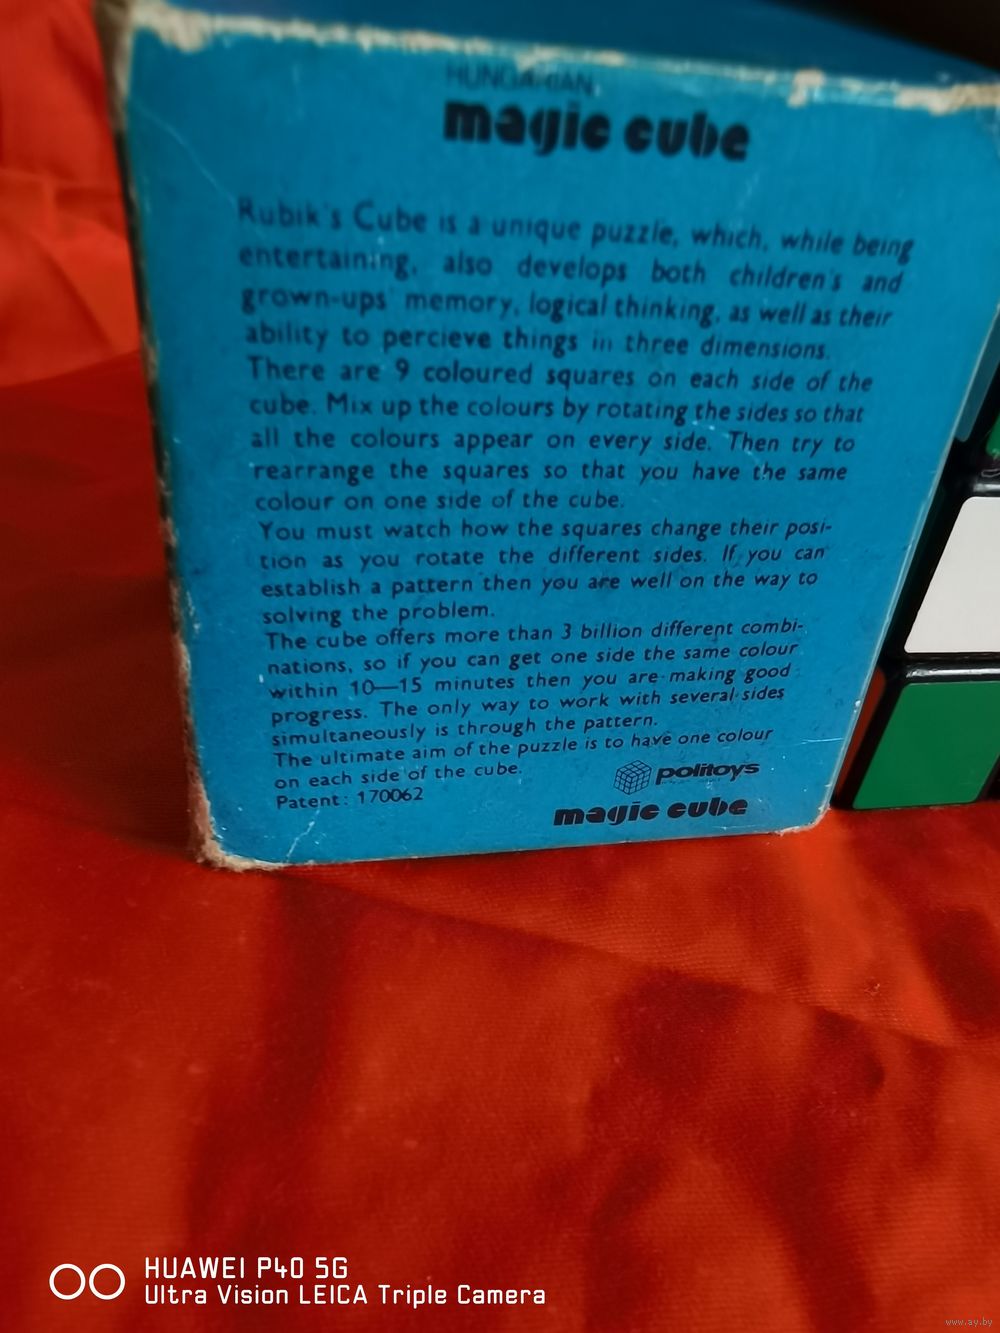 HUNGARIAN
magic cube
Rubik's Cube is a unique puzzle, which, while being
entertaining, also develops both children's and
grown-ups' memory, logical thinking, as well as their
ability to percieve things in three dimensions.
There are 9 coloured squares on each side of the
cube. Mix up the colours by rotating the sides so that
all the colours appear on every side. Then try to
rearrange the squares so that you have the same
colour on one side of the cube.
You must watch how the squares change their posi-
tion as you rotate the different sides. If you can
establish a pattern then you are well on the way to
solving the problem.
The cube offers more than 3 billion different combi-
nations, so if you can get one side the same colour
within 10—15 minutes then you are making good
progress. The only way to work with several sides
simultaneously is through the pattern.
The ultimate aim of the puzzle is to have one colour
on each side of the cube.
Patent: 170062
politoys
magic cube
HUAWEI P40 5G
Ultra Vision LEICA Triple Camera
www.ay.by